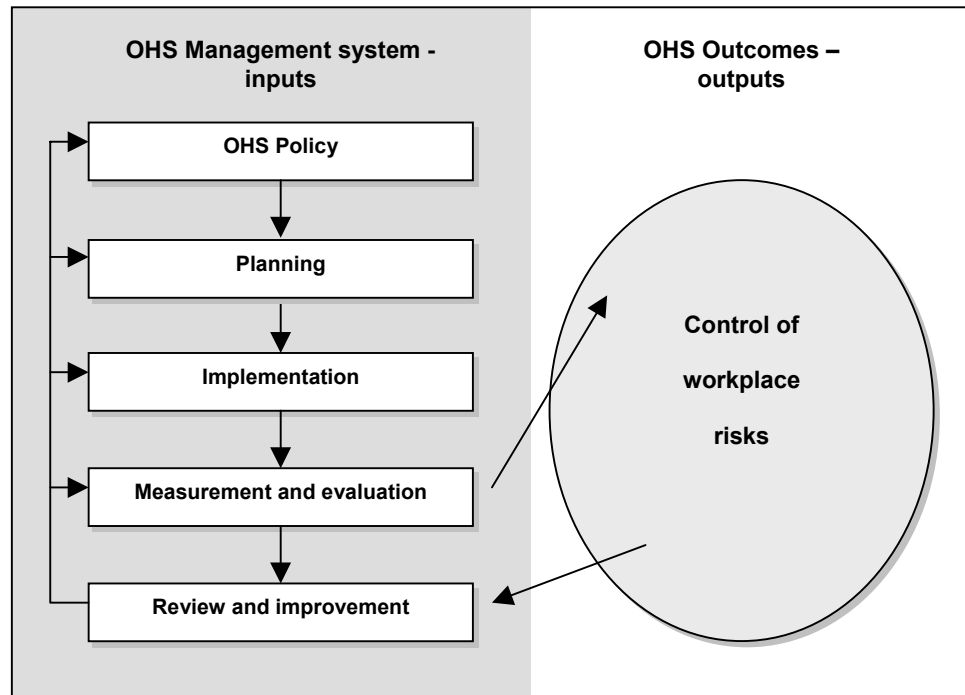 OHS Management system -
inputs
OHS Outcomes –
outputs
OHS Policy
Planning
Implementation
Measurement and evaluation
Review and improvement
Control of
workplace
risks